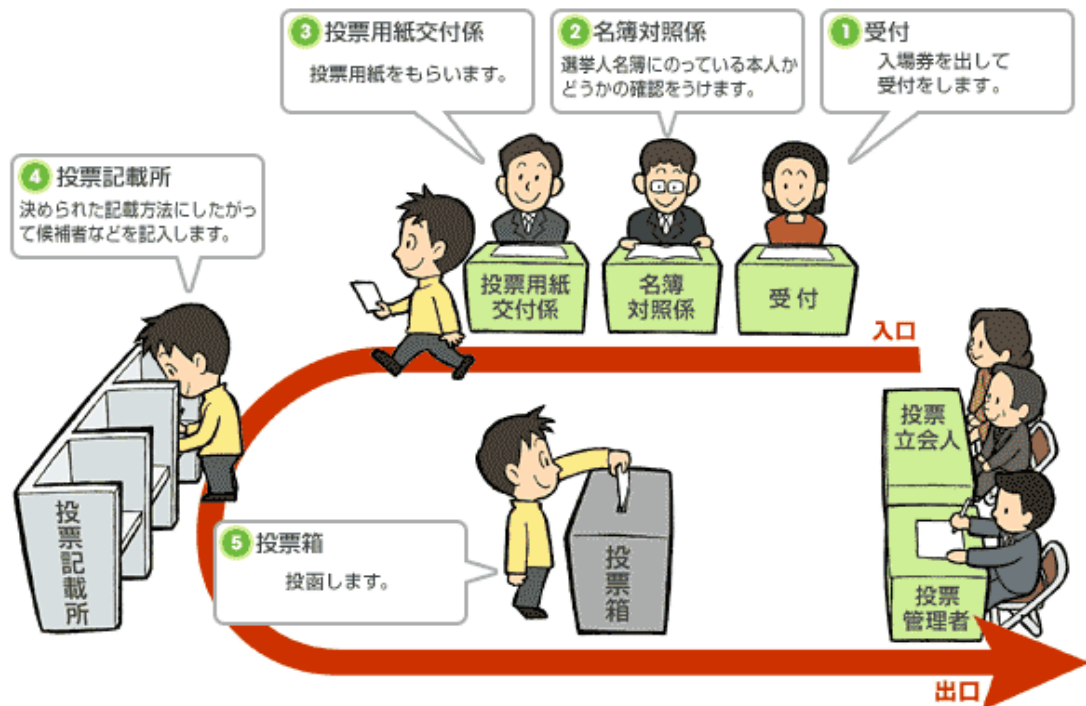 1 受付
入場券を出して
受付をします。
2 名簿対照係
選挙人名簿にのっている本人か
どうかの確認をうけます。
3 投票用紙交付係
投票用紙をもらいます。
4 投票記載所
決められた記載方法にしたがっ
て候補者などを記入します。
投票用紙
交付係
名簿
対照係
受付
入口
投票
立会人
投票
管理者
投票記載所
5 投票箱
投函します。
投票箱
出口